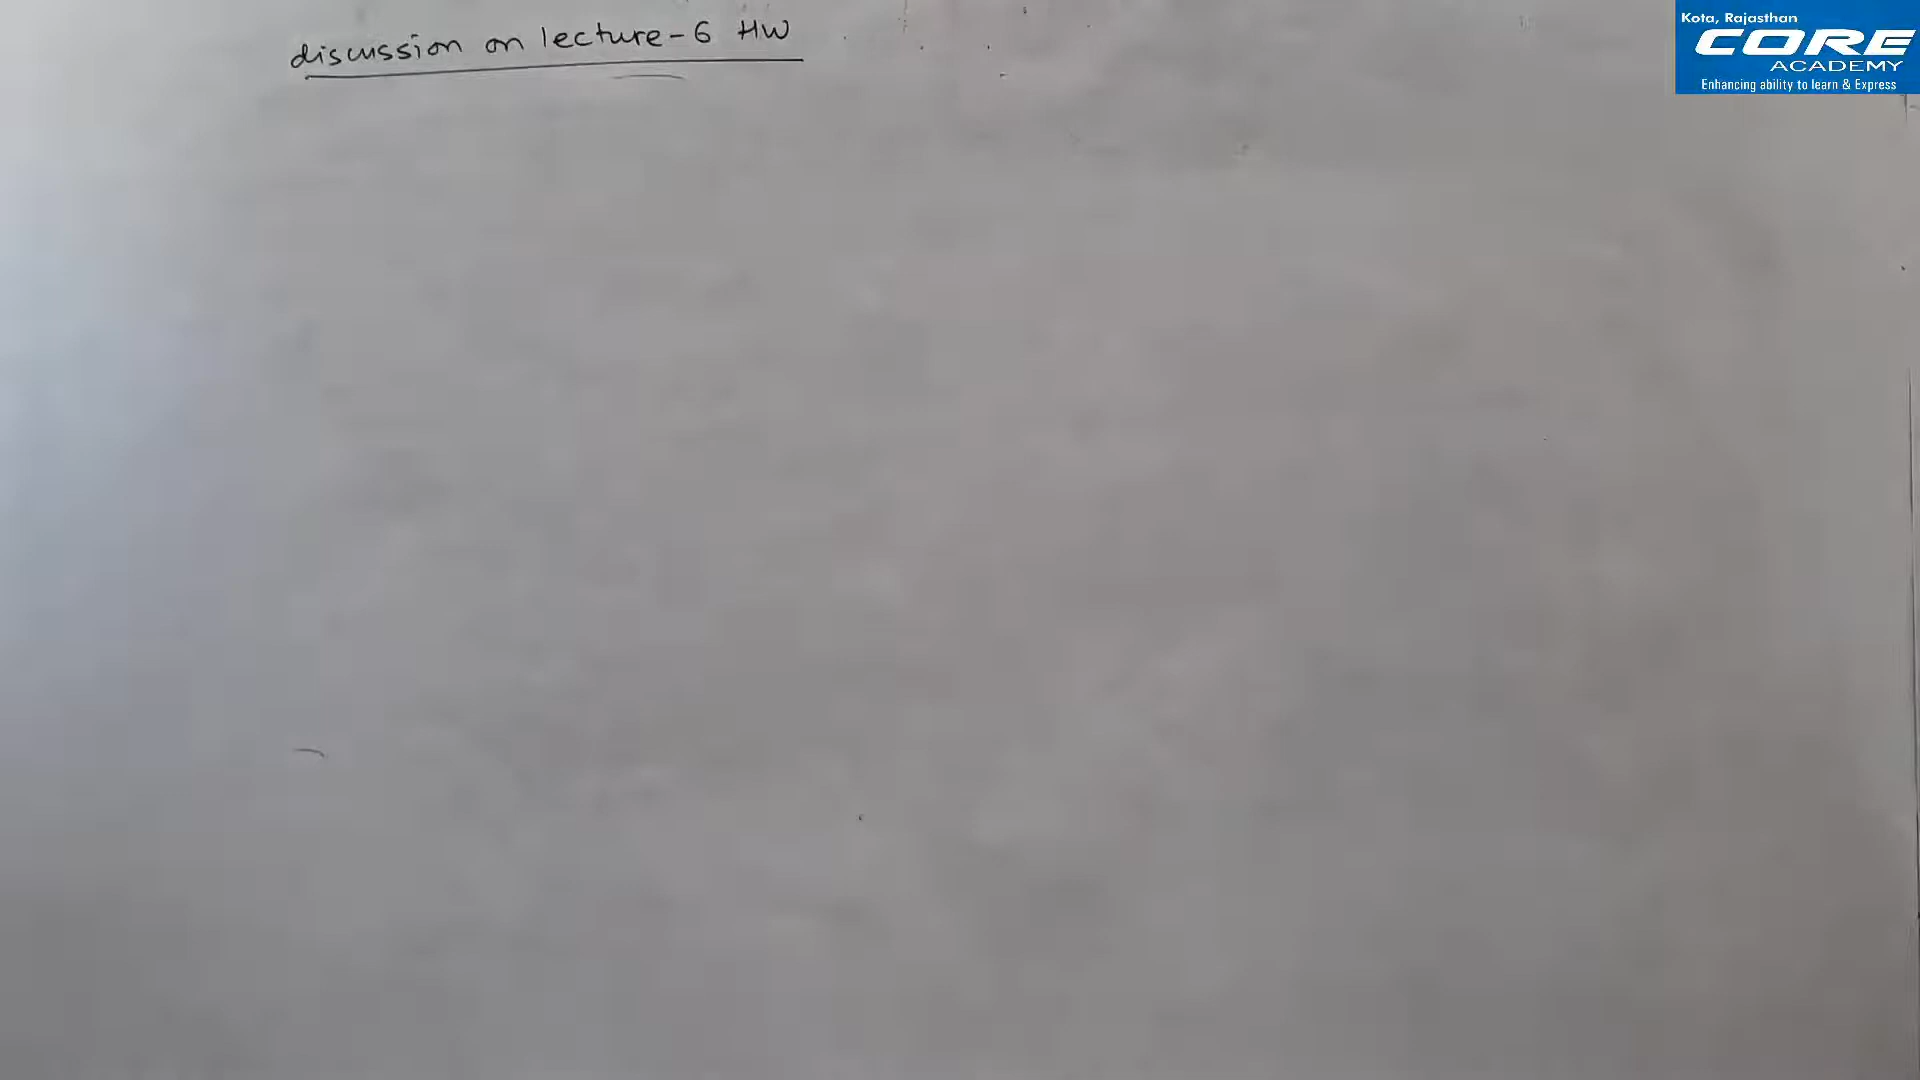 discussion on lecture-6 HW
Kota, Rajasthan
CORE
ACADEMY
Enhancing ability to learn & Express